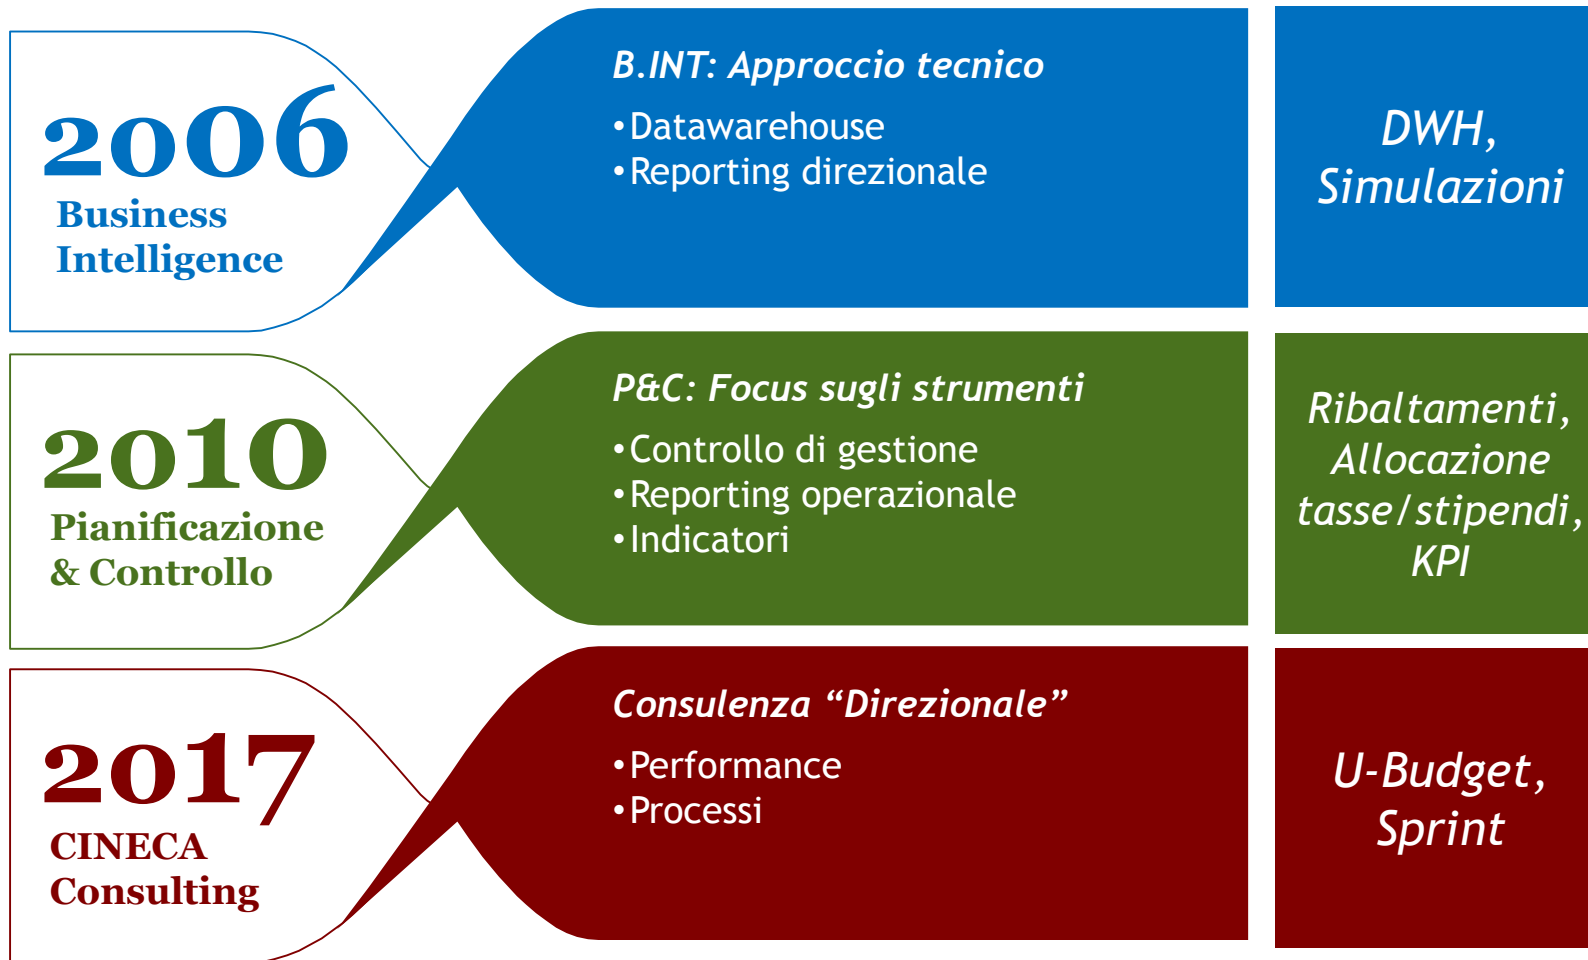 2006
Business
Intelligence
B.INT: Approccio tecnico
•Datawarehouse
•Reporting direzionale
DWH,
Simulazioni
2010
Pianificazione
& Controllo
P&C: Focus sugli strumenti
•Controllo di gestione
•Reporting operazionale
•Indicatori
Ribaltamenti,
Allocazione
tasse/stipendi,
KPI
2017
CINECA
Consulting
Consulenza “Direzionale”
•Performance
•Processi
U-Budget,
Sprint